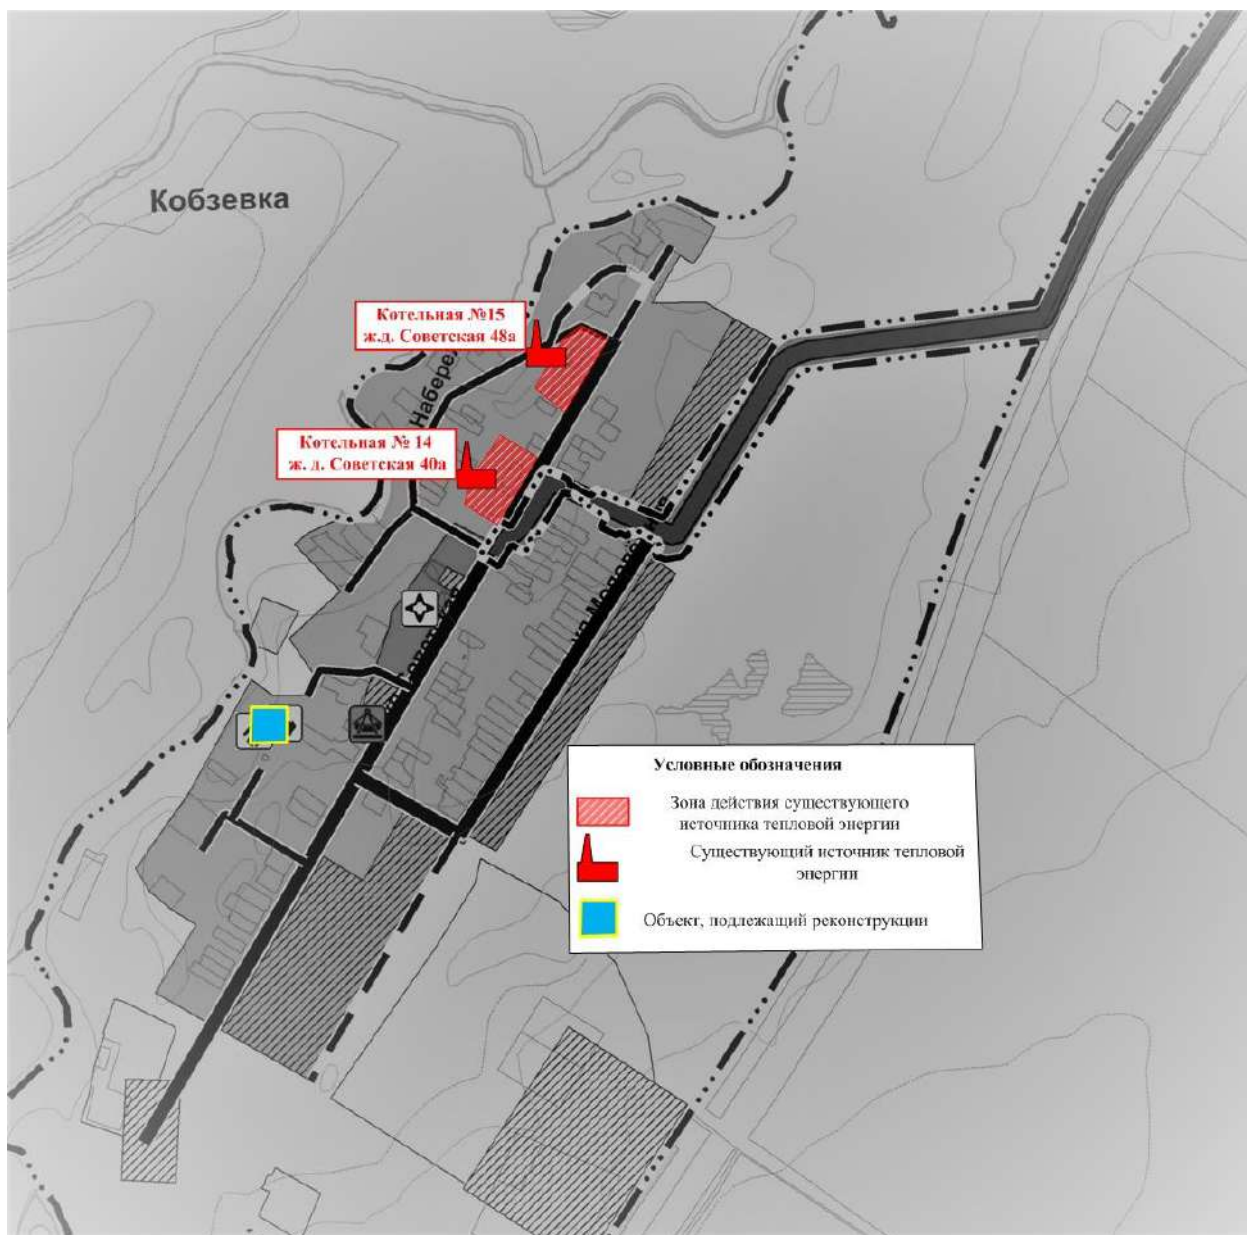 Кобзевка
Котельная №15
ж.д. Советская 48а
Котельная № 14
ж. д. Советская 40а
Условные обозначения
Зона действия существующего
источника тепловой энергии
Существующий источник тепловой
энергии
Объект, подлежащий реконструкции